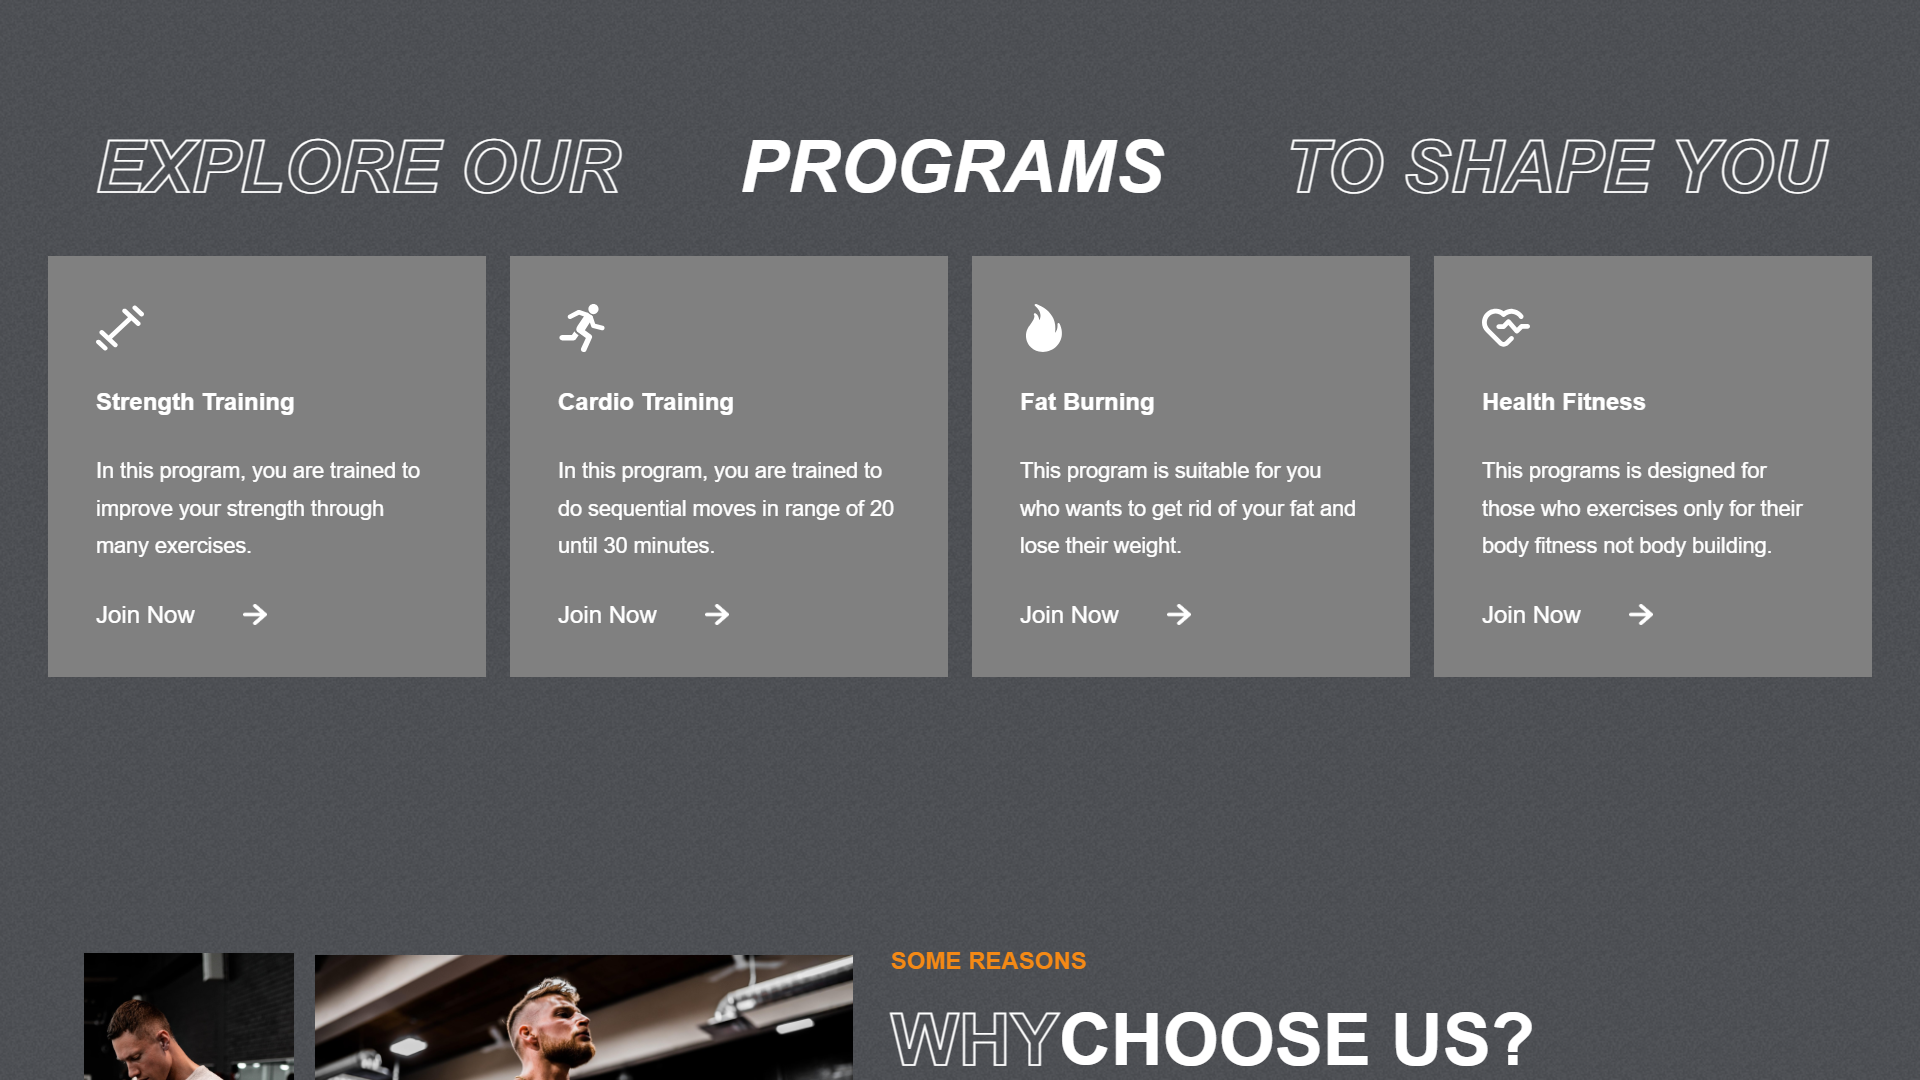 EXPLORE OUR PROGRAMS TO SHAPE YOU
Strength Training
In this program, you are trained to
improve your strength through
many exercises.
Join Now
Cardio Training
In this program, you are trained to
do sequential moves in range of 20
until 30 minutes.
Join Now
Fat Burning
This program is suitable for you
who wants to get rid of your fat and
lose their weight.
Join Now
Health Fitness
This programs is designed for
those who exercises only for their
body fitness not body building.
Join Now
SOME REASONS
WHYCHOOSE US?